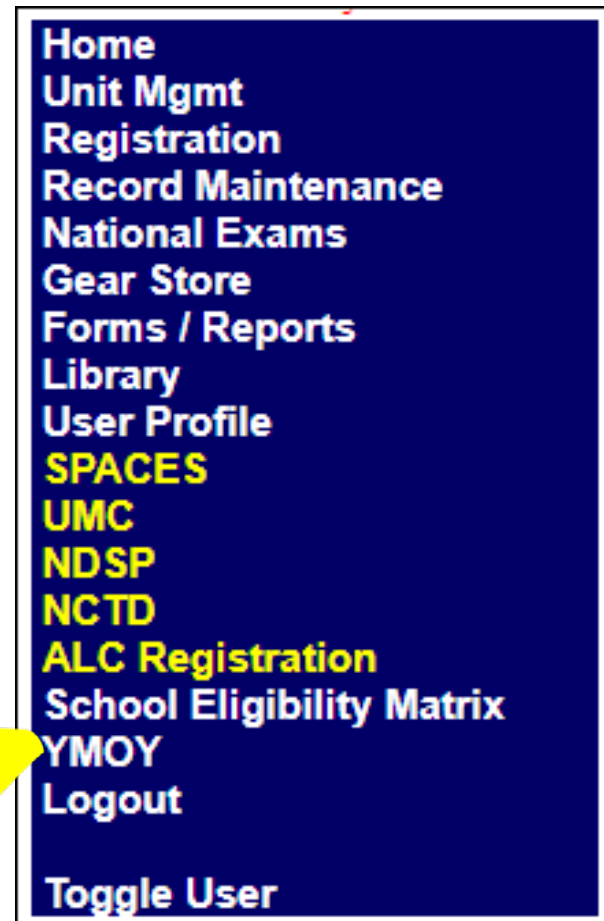 Home
Unit Mgmt
Registration
Record Maintenance
National Exams
Gear Store
Forms / Reports
Library
User Profile
SPACES
UMC
NDSP
NCTD
ALC Registration
School Eligibility Matrix
YMOY
Logout
Toggle User